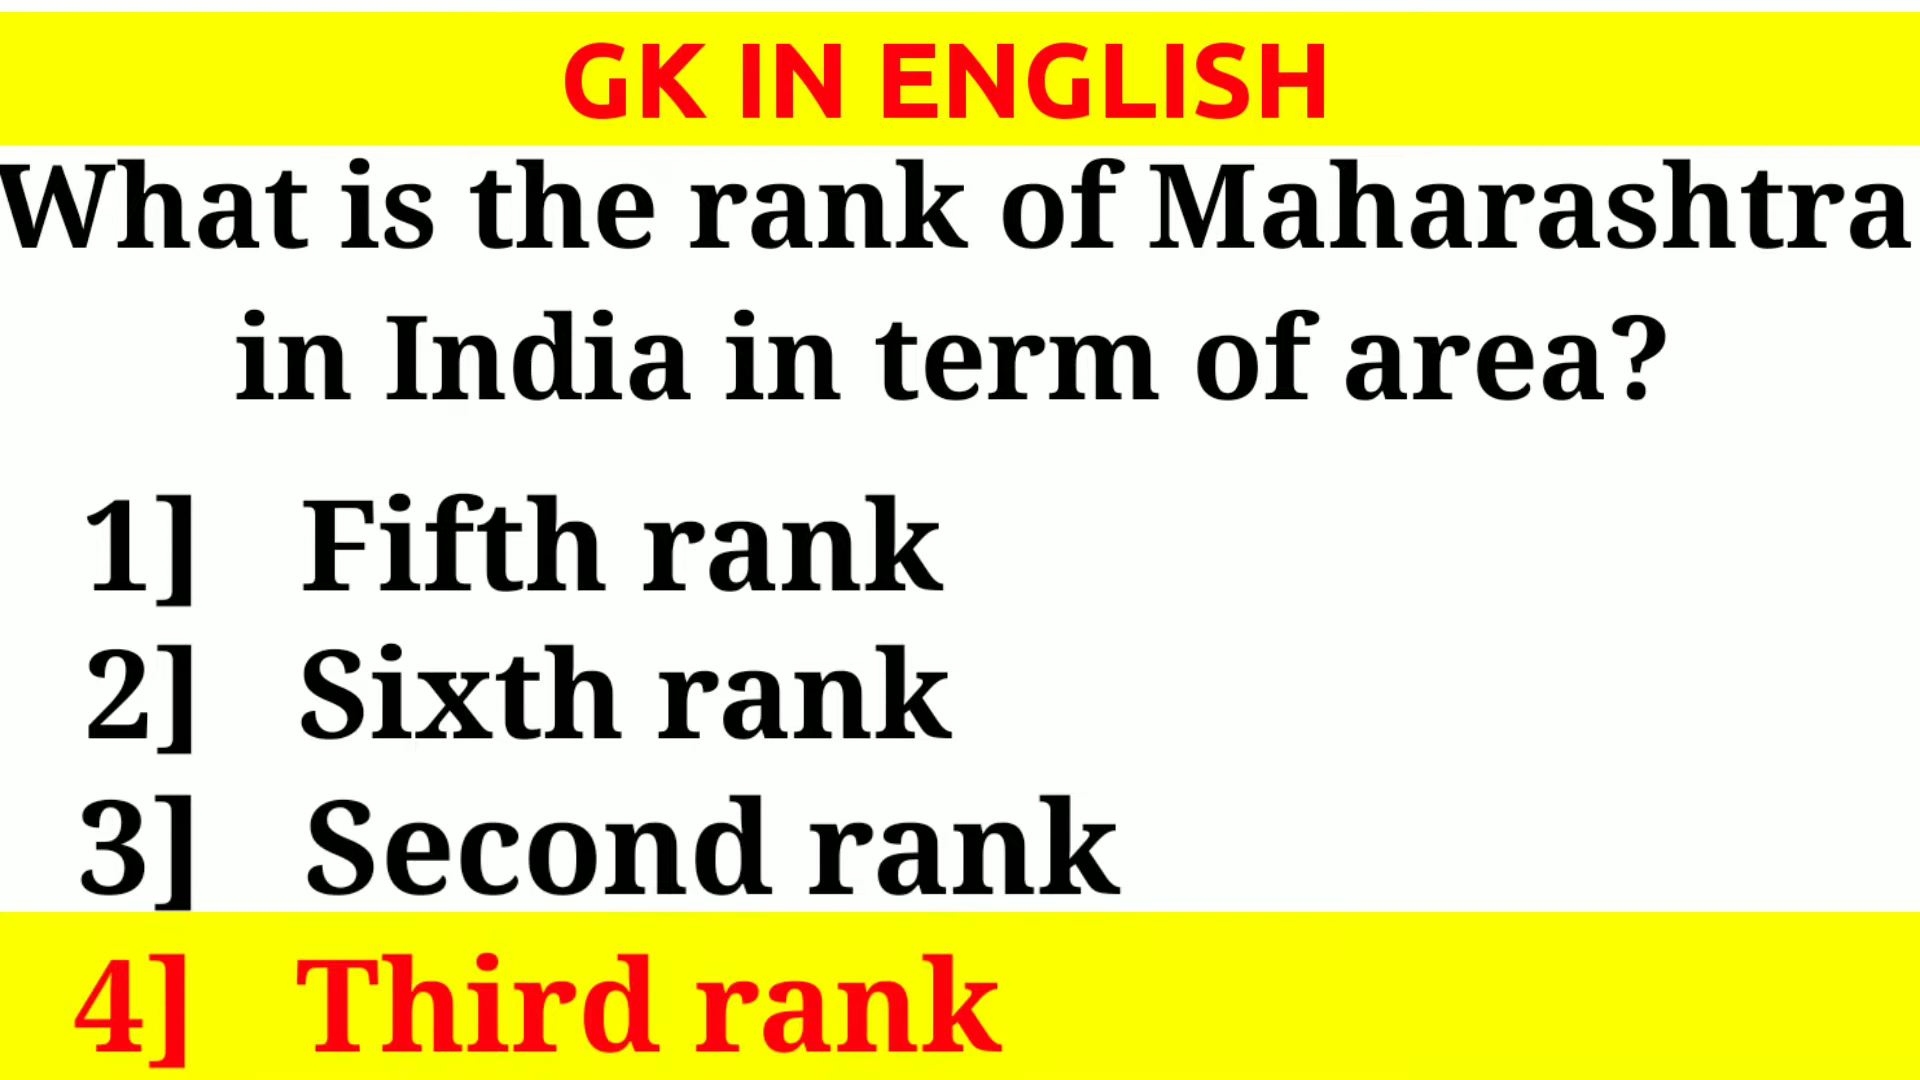 GK IN ENGLISH
What is the rank of Maharashtra
in India in term of area?
1] Fifth rank
2] Sixth rank
3] Second rank
4] Third rank